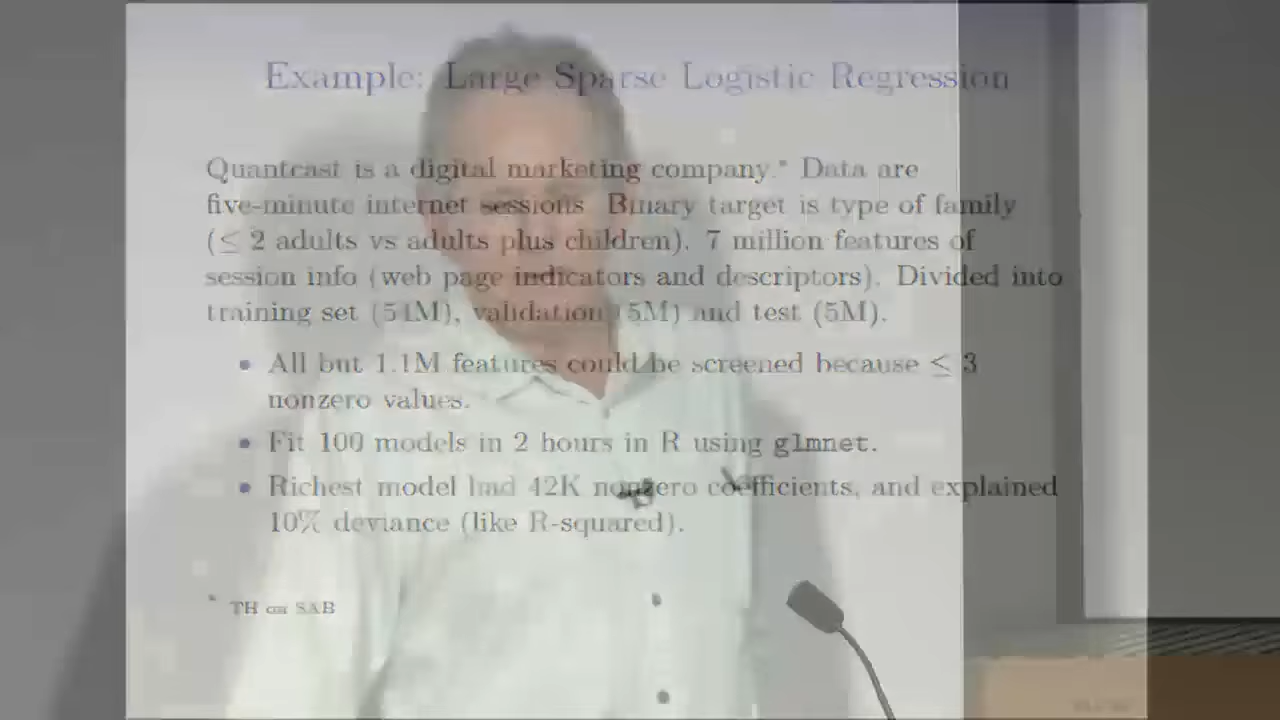 Example: Large Sparse Logistic Regression
Quantcast is a digital marketing company.* Data are
five-minute internet sessions. Binary target is type of family
(≤ 2 adults vs adults plus children). 7 million features of
session info (web page indicators and descriptors). Divided into
training set (54M), validation (5M) and test (5M).
• All but 1.1M features could be screened because ≤ 3
nonzero values.
• Fit 100 models in 2 hours in R using glmnet.
• Richest model had 42K nonzero coefficients, and explained
10% deviance (like R-squared).
* TH on SAB